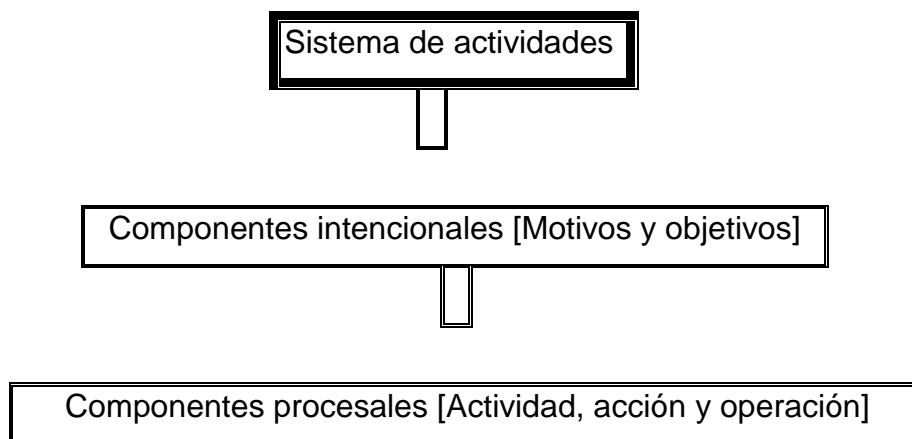 Sistema de actividades
Componentes intencionales [Motivos y objetivos]
Componentes procesales [Actividad, acción y operación]